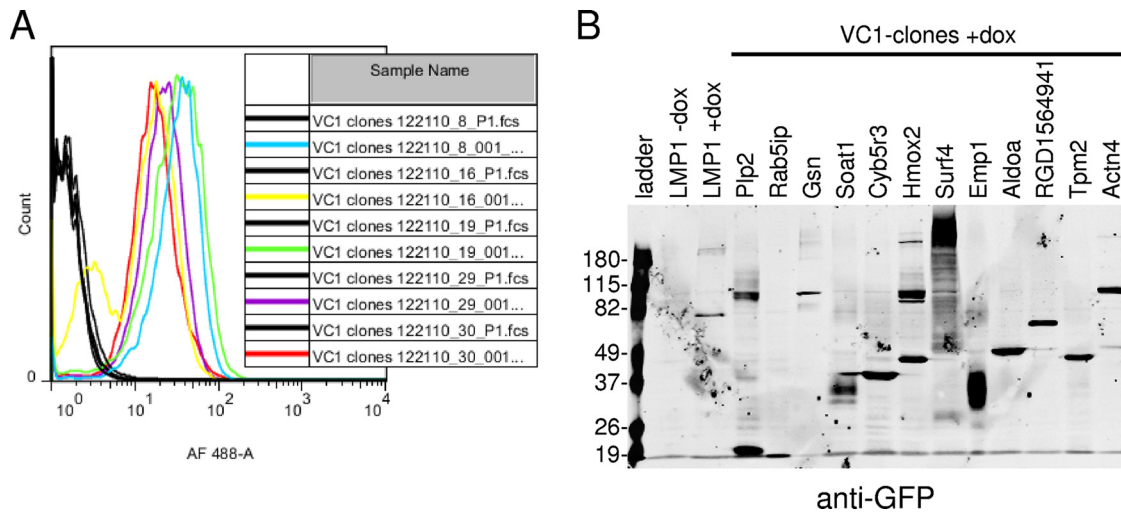 A
Count
0
10^0
10^1
10^2
10^3
10^4
AF 488-A
Sample Name
VC1 clones 122110_8_P1.fcs
VC1 clones 122110_8_001_...
VC1 clones 122110_16_P1.fcs
VC1 clones 122110_16_001...
VC1 clones 122110_19_P1.fcs
VC1 clones 122110_19_001...
VC1 clones 122110_29_P1.fcs
VC1 clones 122110_29_001...
VC1 clones 122110_30_P1.fcs
VC1 clones 122110_30_001...
B
VC1-clones +dox
ladder
LMP1 -dox
LMP1 +dox
Plp2
Rab5ip
Gsn
Soat1
Cyb5r3
Hmox2
Surf4
Emp1
Aldoa
RGD1564941
Tpm2
Actn4
180-
115-
82-
49-
37-
26-
19-
anti-GFP